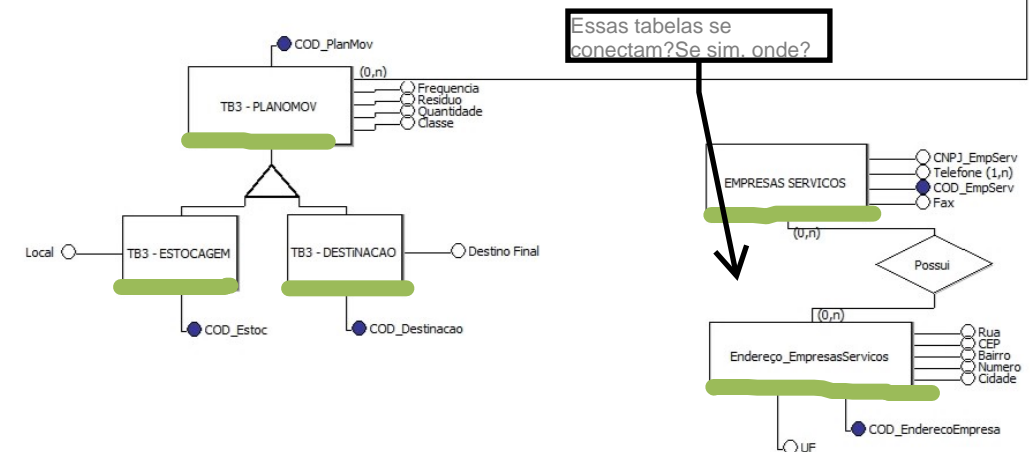 Essas tabelas se
conectam?Se sim, onde?
COD_PlanMov
(0,n)
TB3 - PLANOMOV
Frequencia
Residuo
Quantidade
Classe
Local
TB3 - ESTOCAGEM
TB3 - DESTINACAO
Destino Final
COD_Estoc
COD_Destinacao
EMPRESAS SERVICOS
CNPJ_EmpServ
Telefone (1,n)
COD_EmpServ
Fax
(0,n)
Possui
(0,n)
Endereço_EmpresasServicos
Rua
CEP
Bairro
Numero
Cidade
COD_EnderecoEmpresa
UF